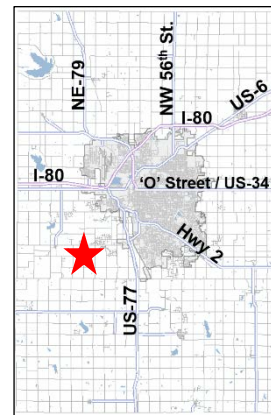 NE-79
NW 56th St.
US-6
I-80
I-80
'O' Street / US-34
Hwy 2
US-77